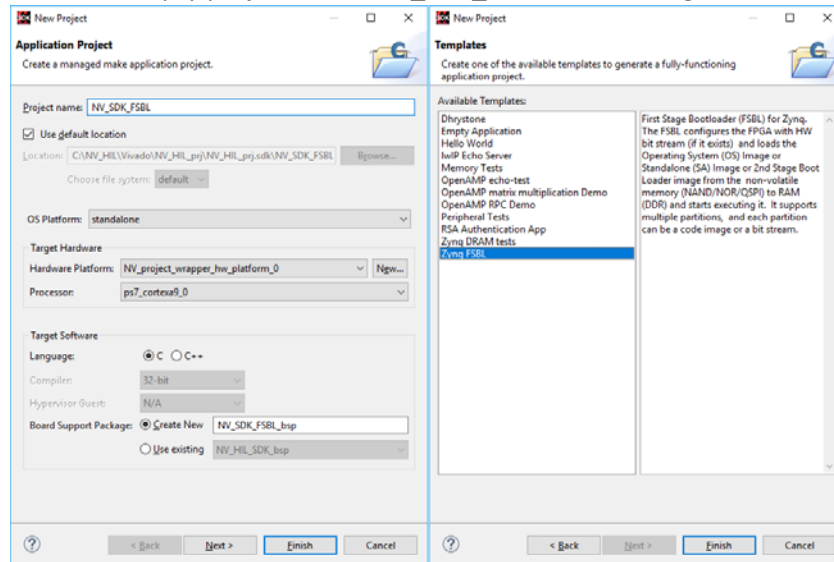 New Project
Application Project
Create a managed make application project.
Project name: NV_SDK_FSBL
Use default location
Location: C:\NV_HIL\Vivado\NV_HIL_prj\NV_HIL_prj.sdk\NV_SDK_FSBL Browse...
Choose file system: default
OS Platform: standalone
Target Hardware
Hardware Platform: NV_project_wrapper_hw_platform_0 New...
Processor: ps7_cortexa9_0
Target Software
Language: C C++
Compiler: 32-bit
Hypervisor Guest: N/A
Board Support Package: Create New NV_SDK_FSBL_bsp
Use existing NV_HIL_SDK_bsp
? < Back Next > Finish Cancel
New Project
Templates
Create one of the available templates to generate a fully-functioning
application project.
Available Templates:
Dhrystone
Empty Application
Hello World
lwIP Echo Server
Memory Tests
OpenAMP echo-test
OpenAMP matrix multiplication Demo
OpenAMP RPC Demo
Peripheral Tests
RSA Authentication App
Zynq DRAM tests
Zynq FSBL
First Stage Bootloader (FSBL) for Zynq.
The FSBL configures the FPGA with HW
bit stream (if it exists) and loads the
Operating System (OS) Image or
Standalone (SA) Image or 2nd Stage Boot
Loader image from the non-volatile
memory (NAND/NOR/QSPI) to RAM
(DDR) and starts executing it. It supports
multiple partitions, and each partition
can be a code image or a bit stream.
? < Back Next > Finish Cancel